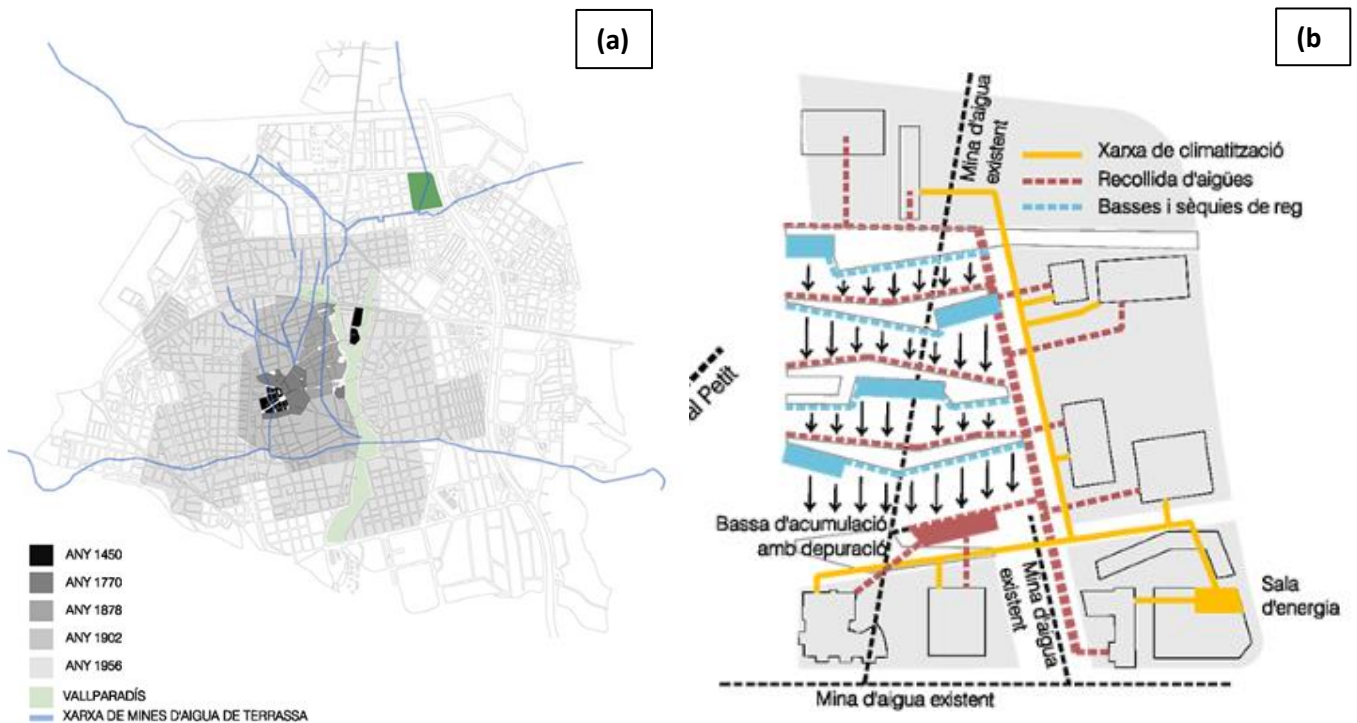 (a)
ANY 1450
ANY 1770
ANY 1878
ANY 1902
ANY 1956
VALLPARADÍS
XARXA DE MINES D'AIGUA DE TERRASSA
(b
Mina d'aigua
existent
Xarxa de climatització
Recollida d'aigües
Basses i sèquies de reg
al Petit
Bassa d'acumulació
amb depuració
Mina d'aigua
existent
Sala
d'energia
Mina d'aigua existent